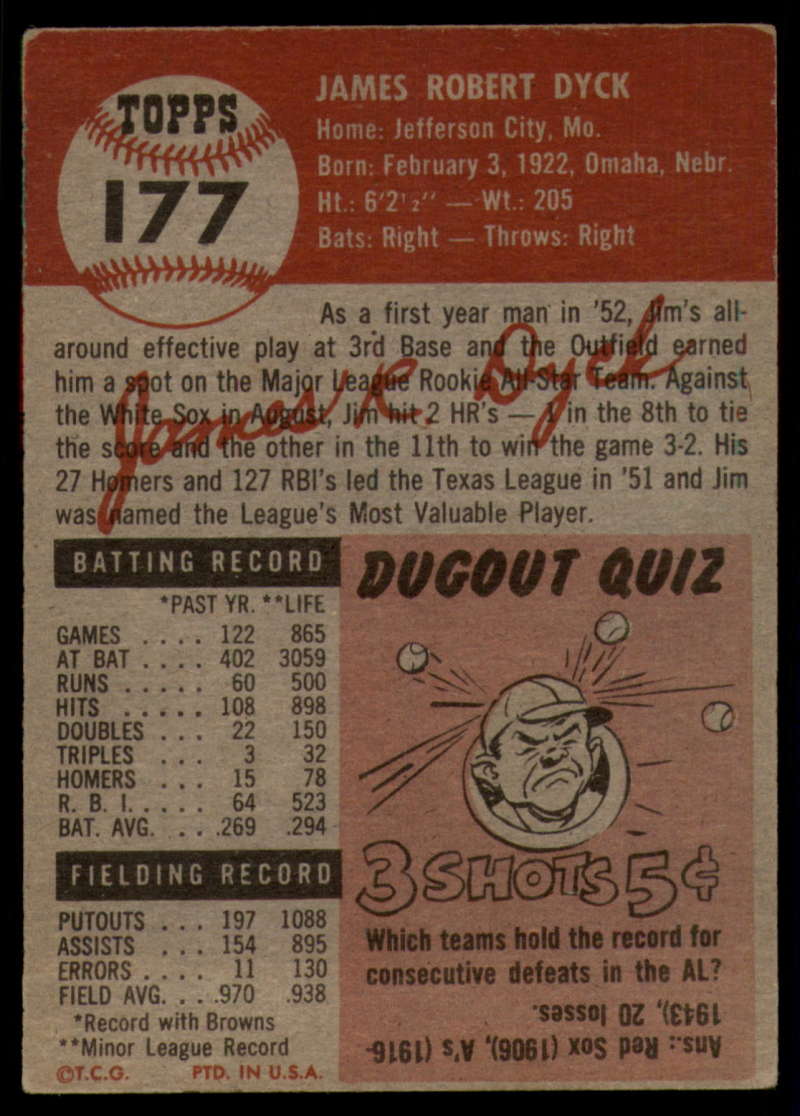 TOPPS
177
JAMES ROBERT DYCK
Home: Jefferson City, Mo.
Born: February 3, 1922, Omaha, Nebr.
Ht.: 6'2½" — Wt.: 205
Bats: Right — Throws: Right
As a first year man in '52, Jim's all-
around effective play at 3rd Base and the Outfield earned
him a spot on the Major League Rookie All-Star Team. Against
the White Sox in August, Jim hit 2 HR's — 1 in the 8th to tie
the score and the other in the 11th to win the game 3-2. His
27 Homers and 127 RBI's led the Texas League in '51 and Jim
was named the League's Most Valuable Player.
James R. Dyck
BATTING RECORD
*PAST YR. **LIFE
GAMES .... 122 865
AT BAT .... 402 3059
RUNS ..... 60 500
HITS ..... 108 898
DOUBLES ... 22 150
TRIPLES ... 3 32
HOMERS ... 15 78
R. B. I. .... 64 523
BAT. AVG. ... .269 .294
FIELDING RECORD
PUTOUTS ... 197 1088
ASSISTS ... 154 895
ERRORS .... 11 130
FIELD AVG. ... .970 .938
*Record with Browns
**Minor League Record
©T.C.G. PTD. IN U.S.A.
DUGOUT QUIZ
3 SHOTS 5¢
Which teams hold the record for
consecutive defeats in the AL?
Ans.: Red Sox (1906), A's (1916-
1943), 20 losses.